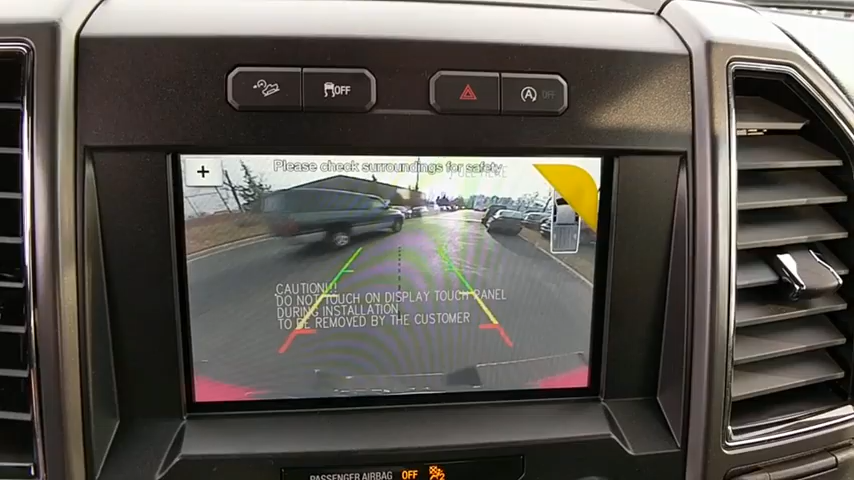 OFF
OFF
A OFF
+
Please check surroundings for safety
CAUTION!!!
DO NOT TOUCH ON DISPLAY TOUCH PANEL
DURING INSTALLATION
TO BE REMOVED BY THE CUSTOMER
PASSENGER AIRBAG OFF